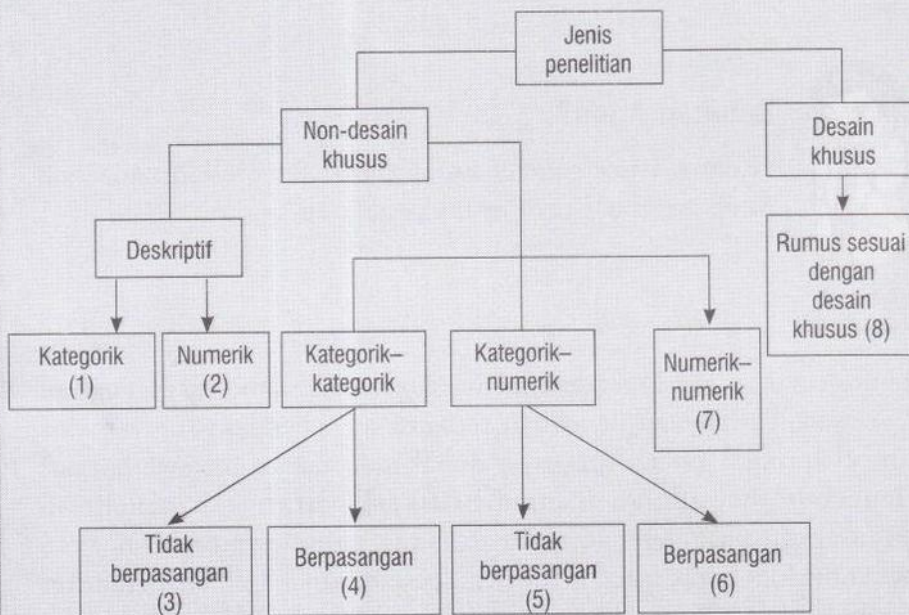 Jenis
penelitian
Non-desain
khusus
Desain
khusus
Deskriptif
Rumus sesuai
dengan
desain
khusus (8)
Kategorik
(1)
Numerik
(2)
Kategorik–
kategorik
Kategorik–
numerik
Numerik–
numerik
(7)
Tidak
berpasangan
(3)
Berpasangan
(4)
Tidak
berpasangan
(5)
Berpasangan
(6)